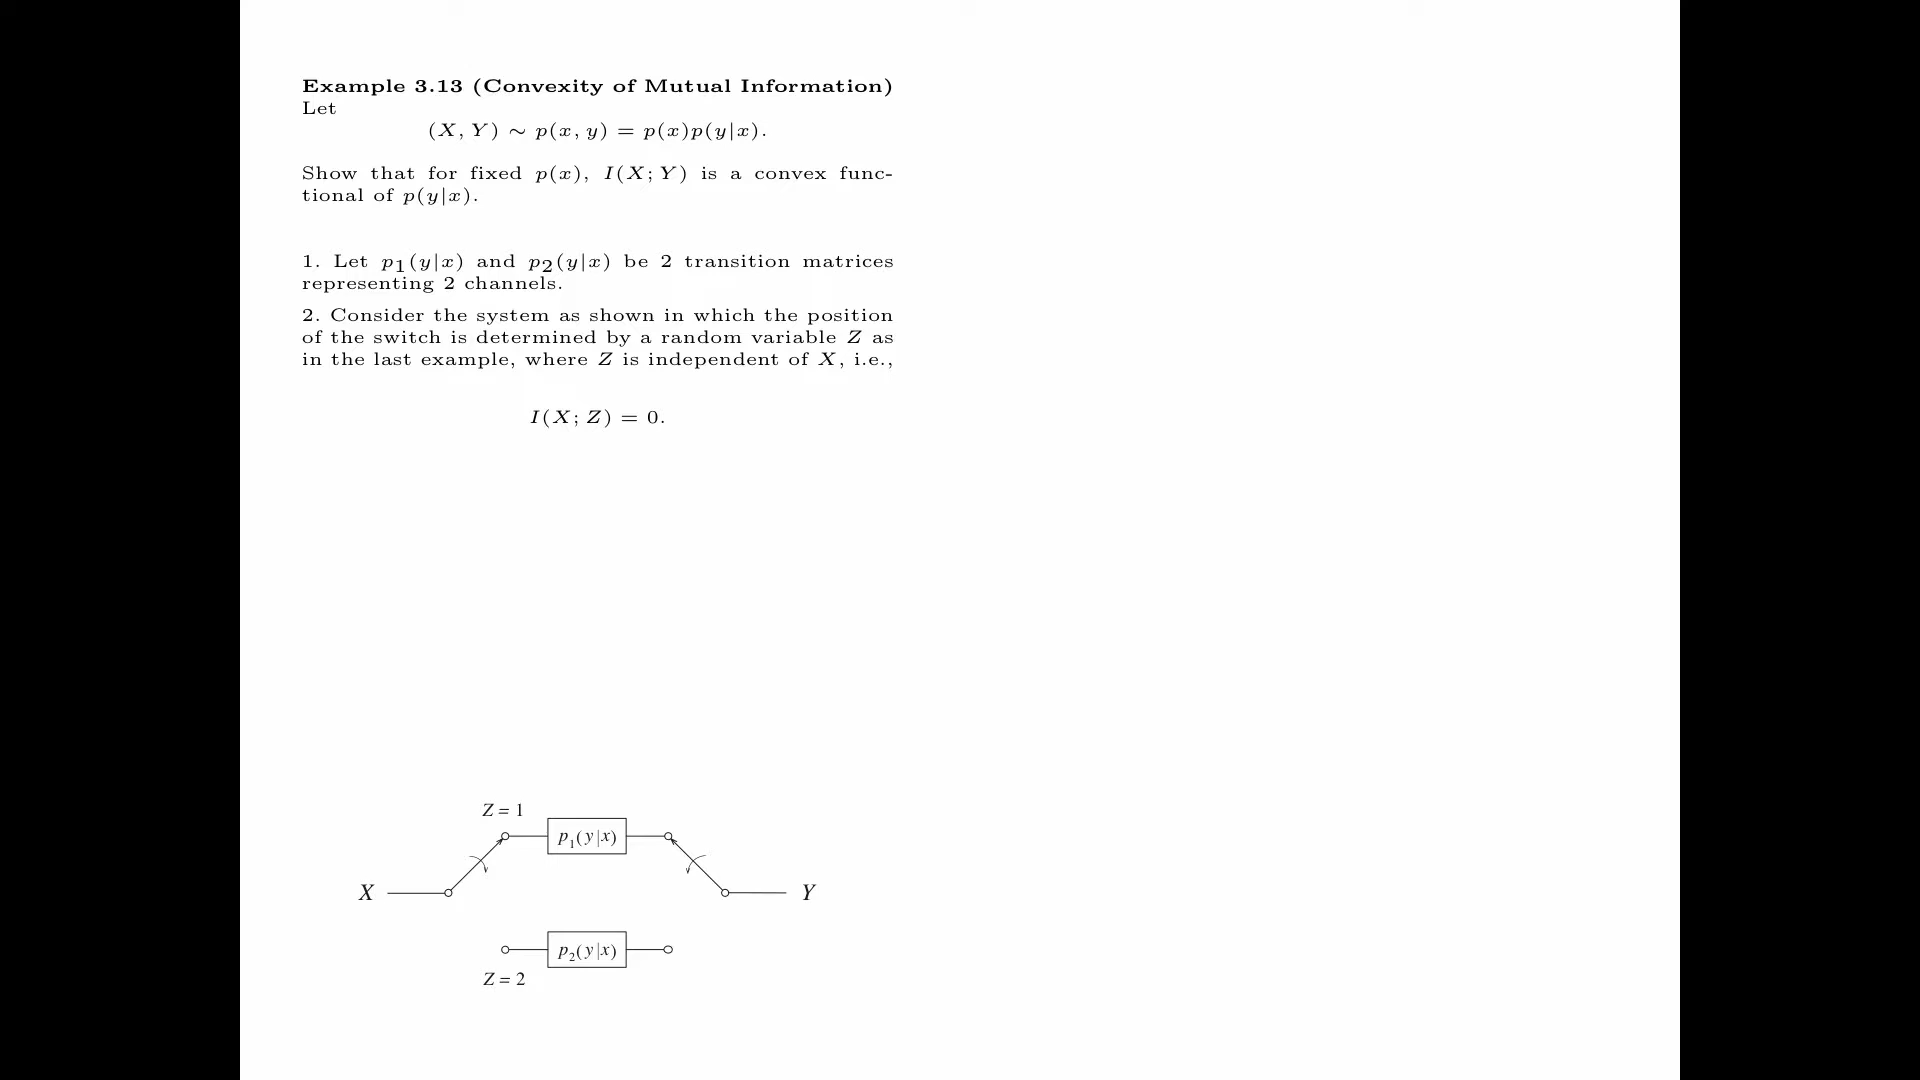 Example 3.13 (Convexity of Mutual Information)
Let
(X, Y) ∼ p(x, y) = p(x)p(y|x).
Show that for fixed p(x), I(X; Y) is a convex func-
tional of p(y|x).
1. Let p₁(y|x) and p₂(y|x) be 2 transition matrices
representing 2 channels.
2. Consider the system as shown in which the position
of the switch is determined by a random variable Z as
in the last example, where Z is independent of X, i.e.,
I(X; Z) = 0.
Z = 1
p₁(y|x)
X
Y
p₂(y|x)
Z = 2